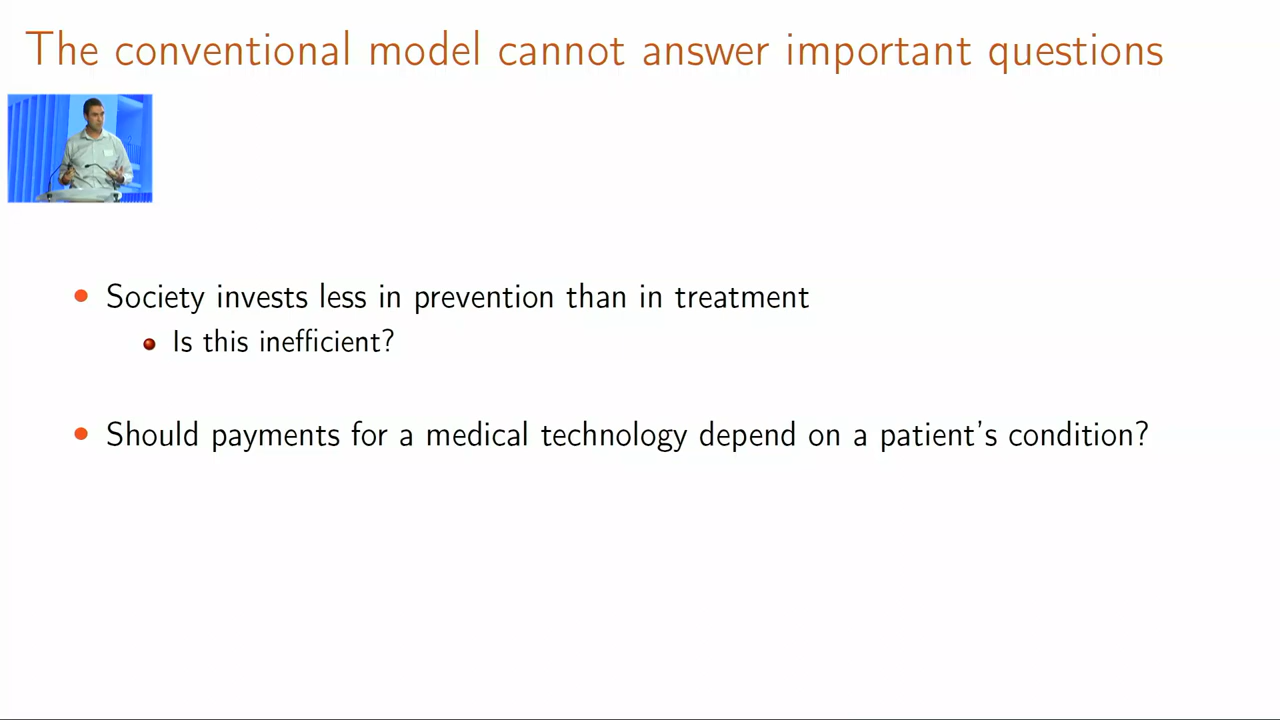 The conventional model cannot answer important questions
Society invests less in prevention than in treatment
Is this inefficient?
Should payments for a medical technology depend on a patient's condition?